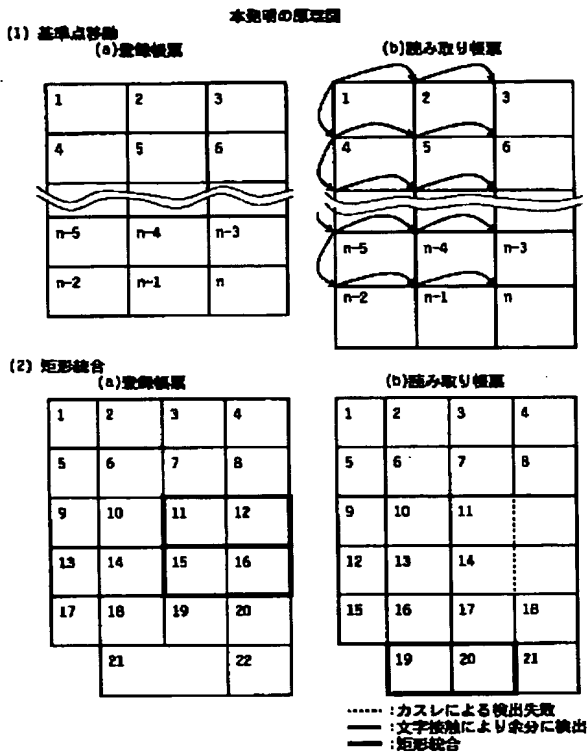 本発明の原理図
(1) 基準点移動
(a)登録帳票
(b)読み取り帳票
1 2 3
4 5 6
n-5 n-4 n-3
n-2 n-1 n
1 2 3
4 5 6
n-5 n-4 n-3
n-2 n-1 n
(2) 矩形統合
(a)登録帳票
(b)読み取り帳票
1 2 3 4
5 6 7 8
9 10 11 12
13 14 15 16
17 18 19 20
21 22
1 2 3 4
5 6 7 8
9 10 11
12 13 14
15 16 17 18
19 20 21
:カスレによる検出失敗
:文字接触により余分に検出
:矩形統合